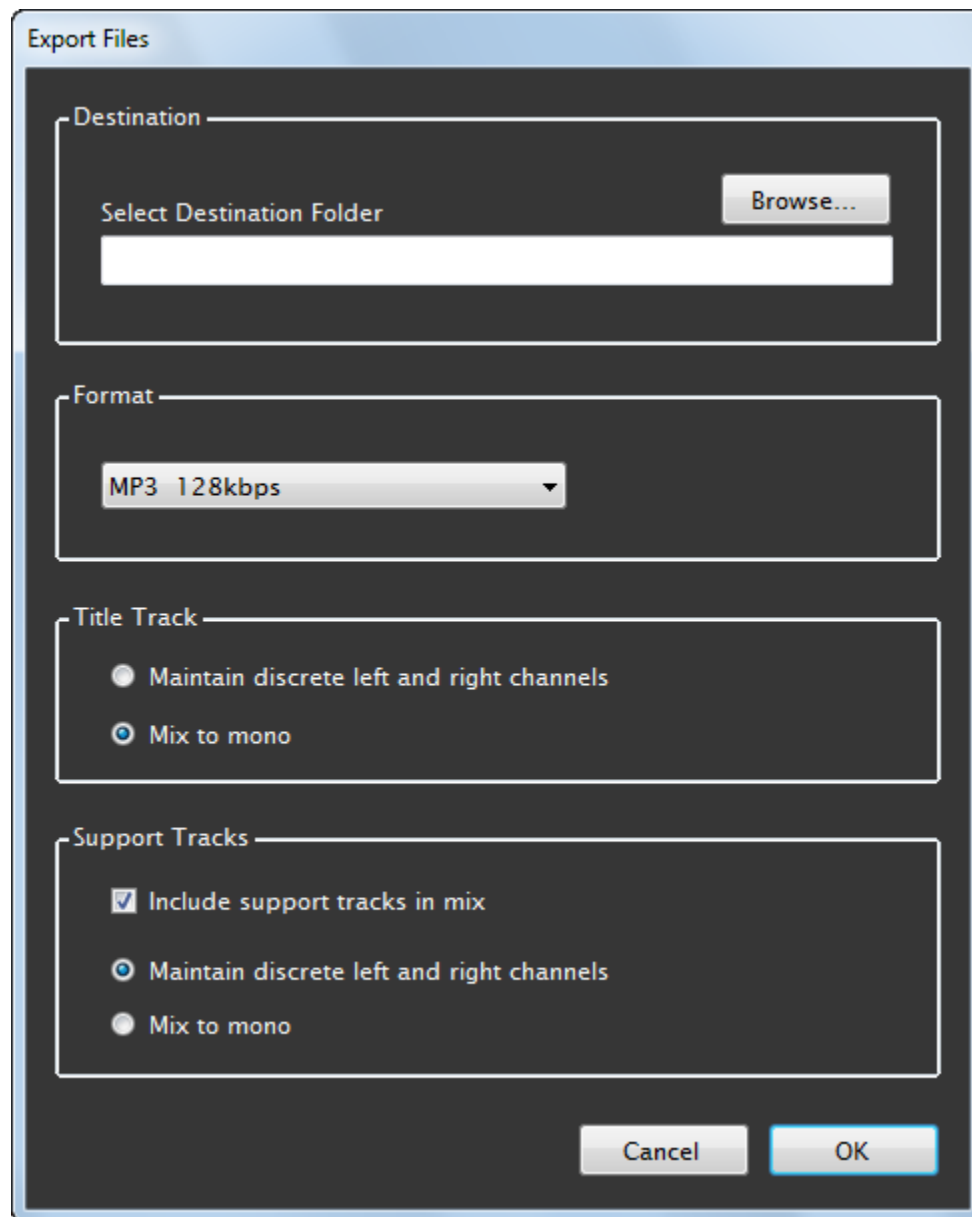 Export Files
Destination
Browse...
Select Destination Folder
Format
MP3 128kbps
Title Track
Maintain discrete left and right channels
Mix to mono
Support Tracks
Include support tracks in mix
Maintain discrete left and right channels
Mix to mono
Cancel OK